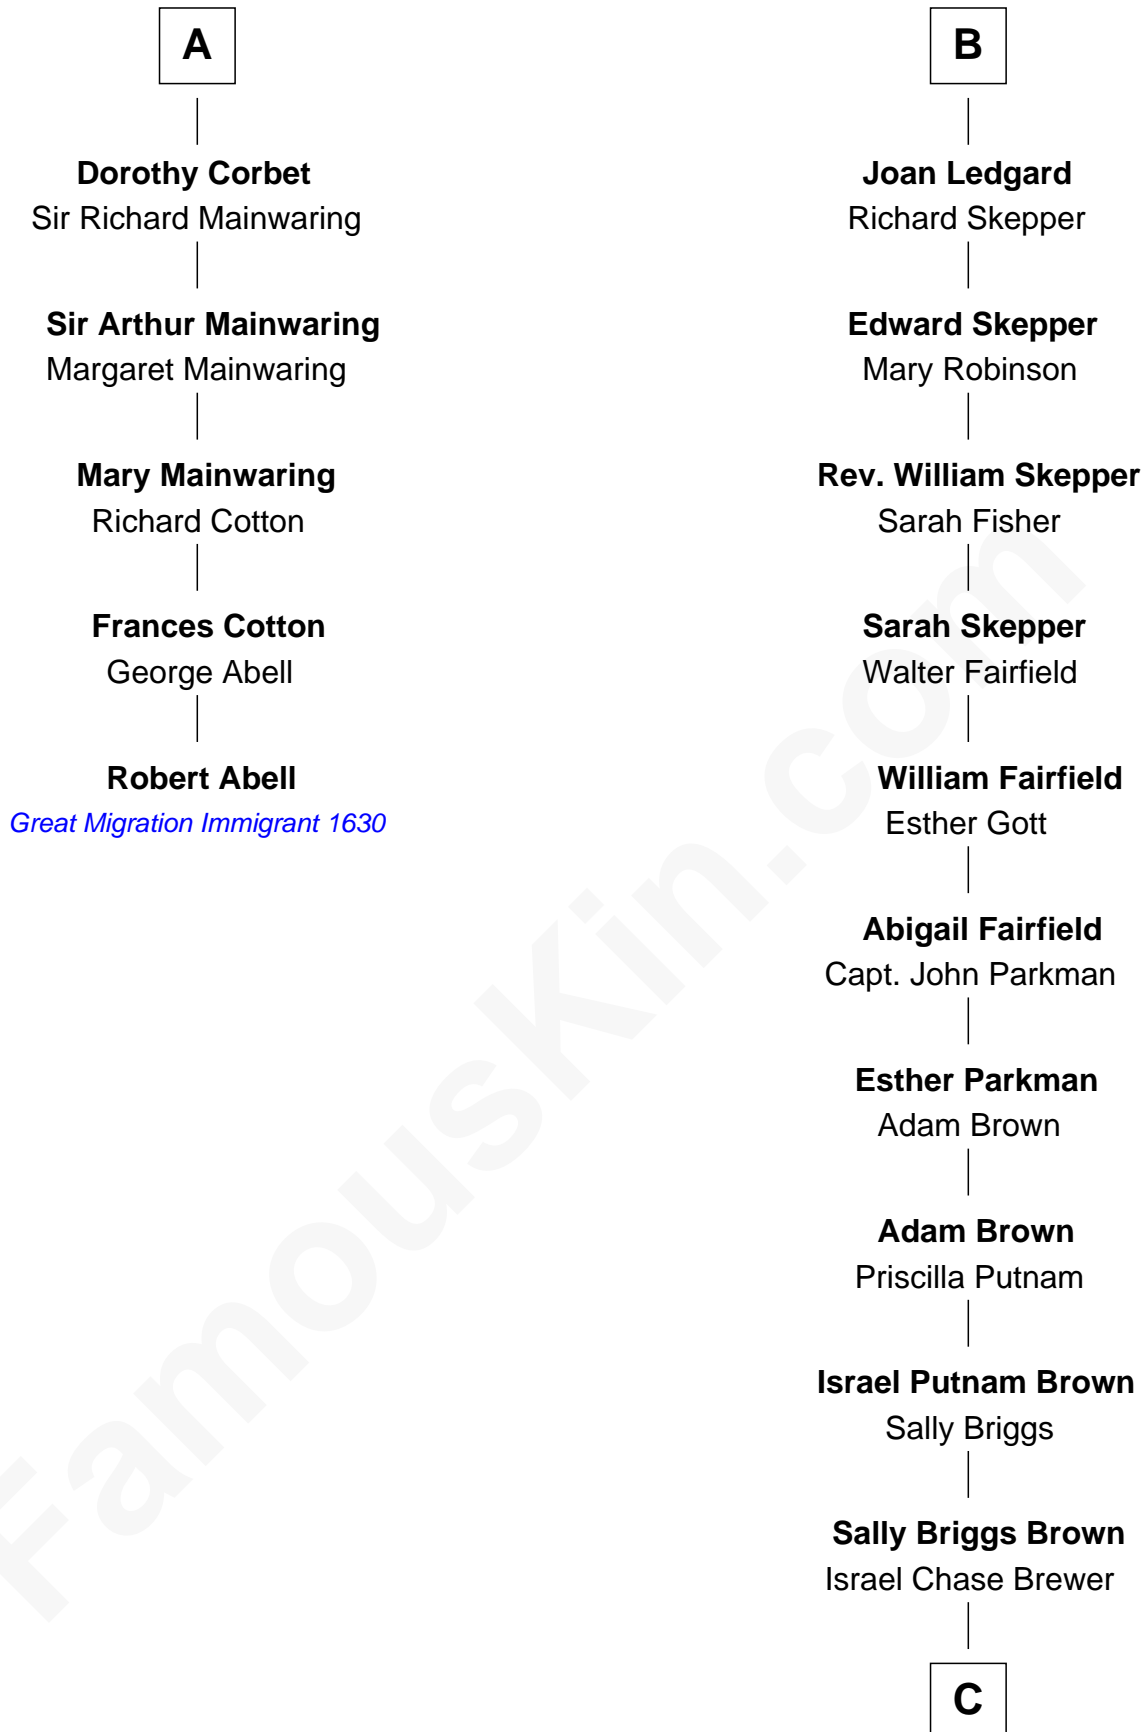 A
Dorothy Corbet
Sir Richard Mainwaring
Sir Arthur Mainwaring
Margaret Mainwaring
Mary Mainwaring
Richard Cotton
Frances Cotton
George Abell
Robert Abell
Great Migration Immigrant 1630
B
Joan Ledgard
Richard Skepper
Edward Skepper
Mary Robinson
Rev. William Skepper
Sarah Fisher
Sarah Skepper
Walter Fairfield
William Fairfield
Esther Gott
Abigail Fairfield
Capt. John Parkman
Esther Parkman
Adam Brown
Adam Brown
Priscilla Putnam
Israel Putnam Brown
Sally Briggs
Sally Briggs Brown
Israel Chase Brewer
C
FamousKin.com